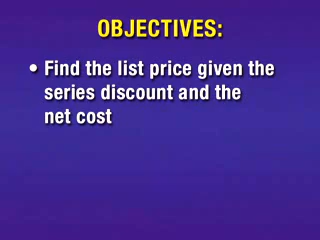 OBJECTIVES:
• Find the list price given the
series discount and the
net cost